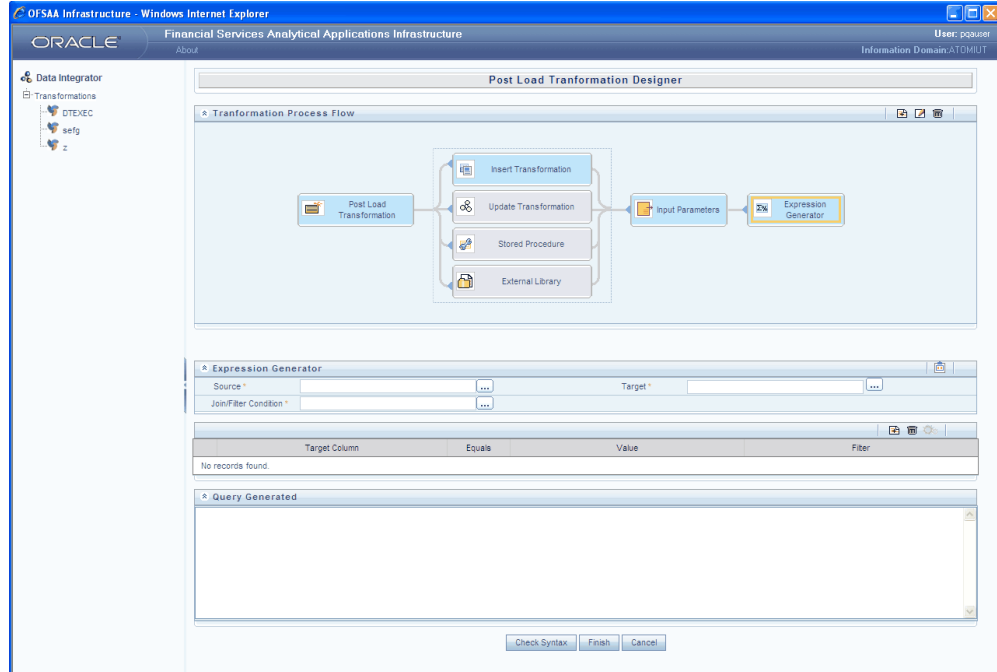 OFSAA Infrastructure - Windows Internet Explorer
ORACLE
Financial Services Analytical Applications Infrastructure
User: pqauser
About
Information Domain:ATOMIUT
Data Integrator
Transformations
DTEXEC
sefg
z
Post Load Tranformation Designer
Tranformation Process Flow
Post Load
Transformation
Insert Transformation
Update Transformation
Stored Procedure
External Library
Input Parameters
Expression
Generator
Expression Generator
Source *
...
Target *
...
Join/Filter Condition *
...
Target Column Equals Value Filter
No records found.
Query Generated
Check Syntax Finish Cancel